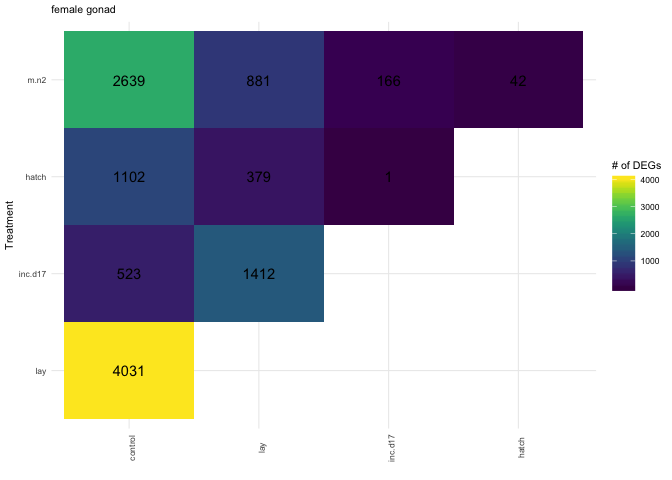 female gonad
m.n2 2639 881 166 42
hatch 1102 379 1
inc.d17 523 1412
lay 4031
Treatment
control lay inc.d17 hatch
# of DEGs
4000
3000
2000
1000